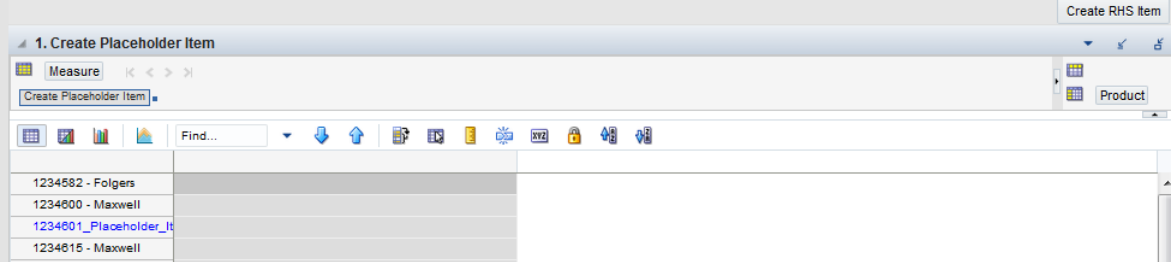 Create RHS Item
1. Create Placeholder Item
Measure
Create Placeholder Item
Product
Find...
XYZ
1234582 - Folgers
1234600 - Maxwell
1234601_Placeholder_It
1234615 - Maxwell